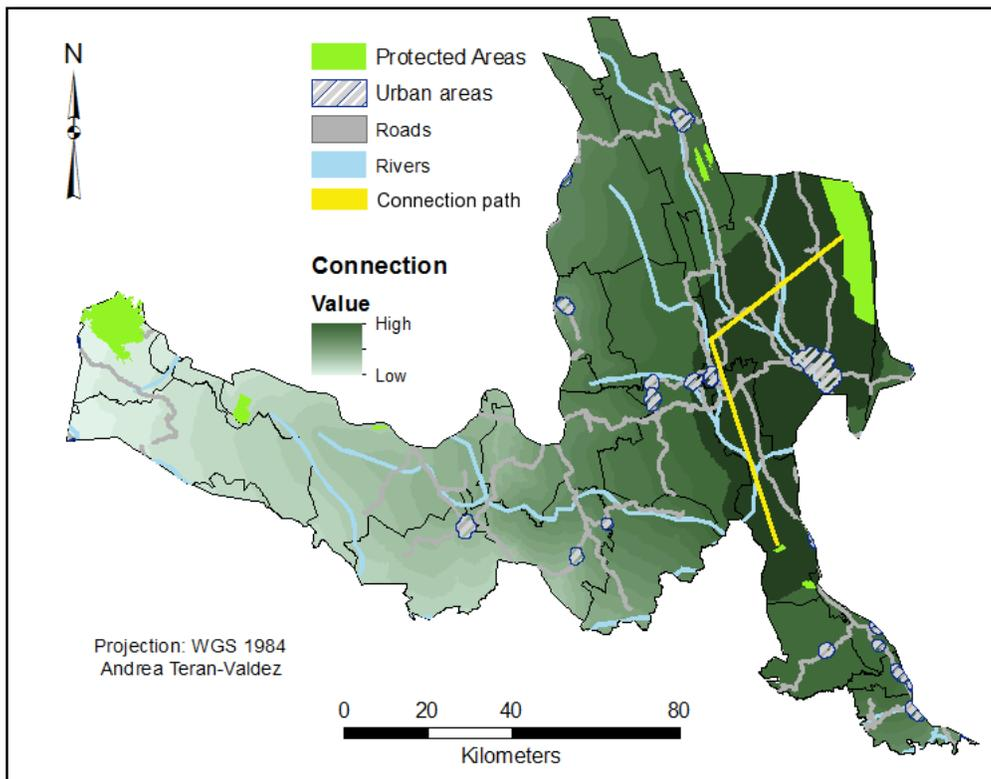 N
Protected Areas
Urban areas
Roads
Rivers
Connection path
Connection
Value
High
Low
Projection: WGS 1984
Andrea Teran-Valdez
0 20 40 80
Kilometers